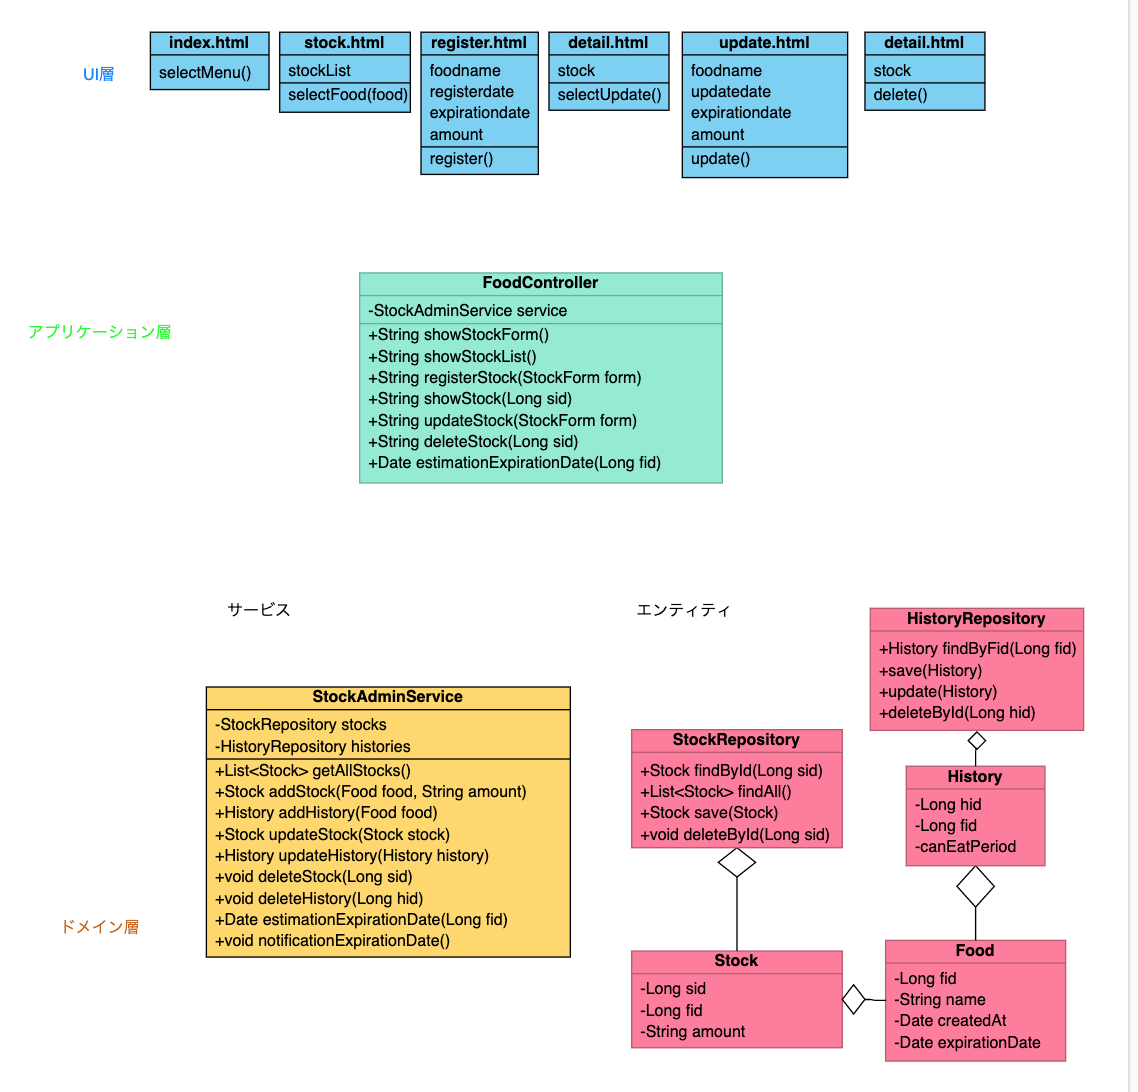 UI層
index.html
selectMenu()
stock.html
stockList
selectFood(food)
register.html
foodname
registerdate
expirationdate
amount
register()
detail.html
stock
selectUpdate()
update.html
foodname
updatedate
expirationdate
amount
update()
detail.html
stock
delete()
アプリケーション層
FoodController
-StockAdminService service
+String showStockForm()
+String showStockList()
+String registerStock(StockForm form)
+String showStock(Long sid)
+String updateStock(StockForm form)
+String deleteStock(Long sid)
+Date estimationExpirationDate(Long fid)
ドメイン層
サービス
StockAdminService
-StockRepository stocks
-HistoryRepository histories
+List<Stock> getAllStocks()
+Stock addStock(Food food, String amount)
+History addHistory(Food food)
+Stock updateStock(Stock stock)
+History updateHistory(History history)
+void deleteStock(Long sid)
+void deleteHistory(Long hid)
+Date estimationExpirationDate(Long fid)
+void notificationExpirationDate()
エンティティ
StockRepository
+Stock findById(Long sid)
+List<Stock> findAll()
+Stock save(Stock)
+void deleteById(Long sid)
Stock
-Long sid
-Long fid
-String amount
HistoryRepository
+History findByFid(Long fid)
+save(History)
+update(History)
+deleteById(Long hid)
History
-Long hid
-Long fid
-canEatPeriod
Food
-Long fid
-String name
-Date createdAt
-Date expirationDate